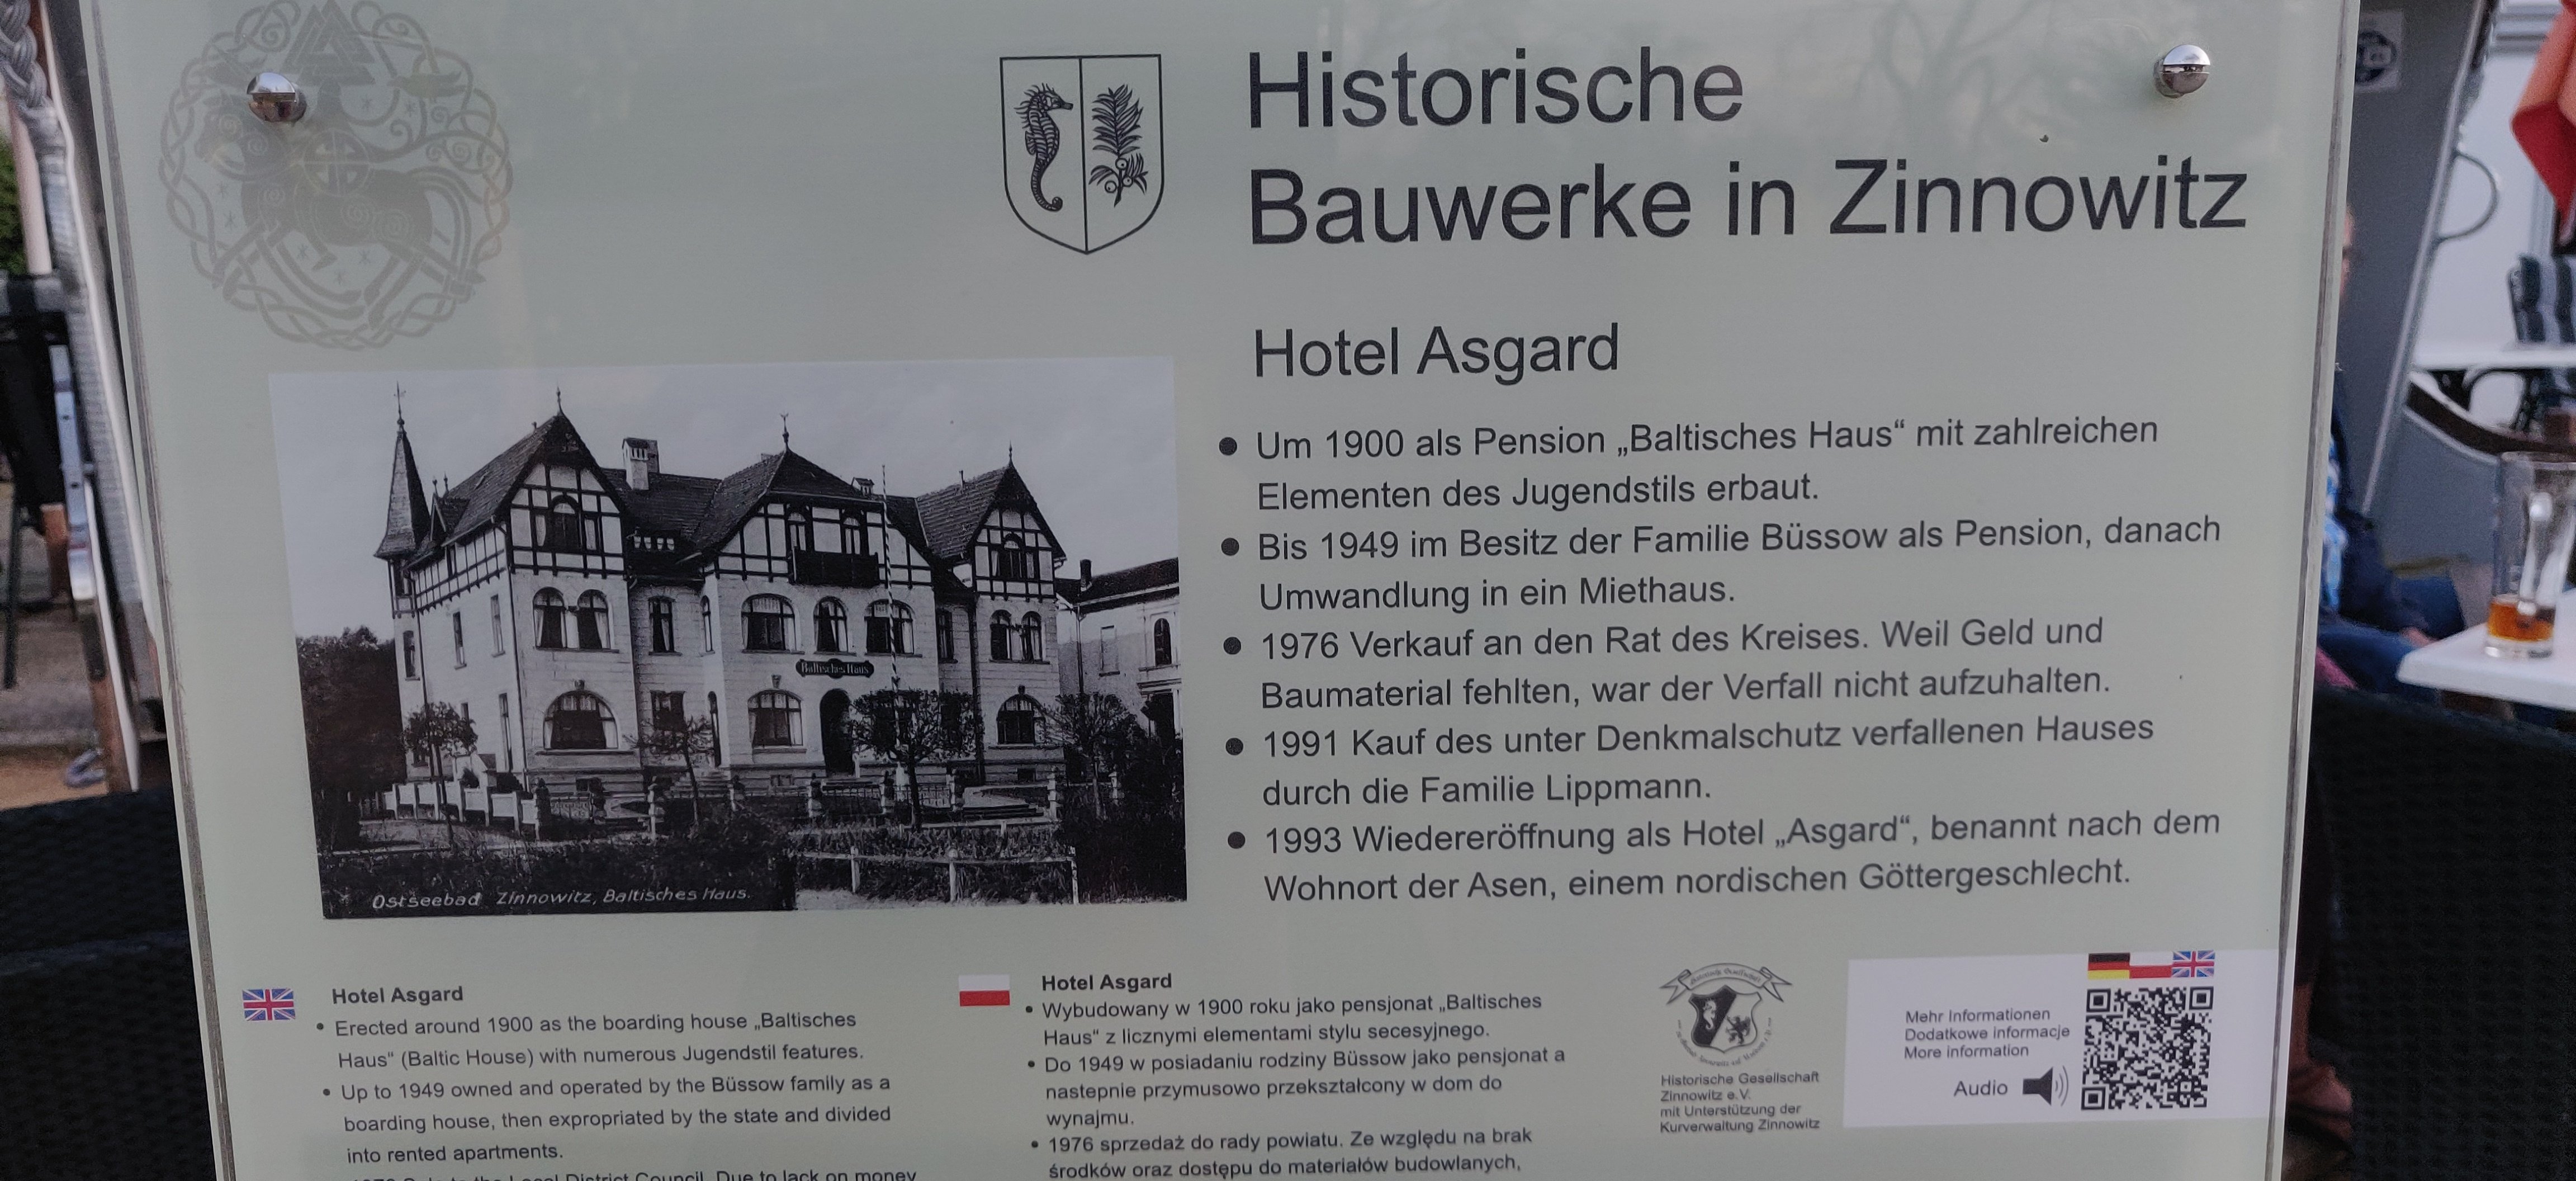 Historische
Bauwerke in Zinnowitz
Hotel Asgard
● Um 1900 als Pension „Baltisches Haus“ mit zahlreichen
Elementen des Jugendstils erbaut.
● Bis 1949 im Besitz der Familie Büssow als Pension, danach
Umwandlung in ein Miethaus.
● 1976 Verkauf an den Rat des Kreises. Weil Geld und
Baumaterial fehlten, war der Verfall nicht aufzuhalten.
● 1991 Kauf des unter Denkmalschutz verfallenen Hauses
durch die Familie Lippmann.
● 1993 Wiedereröffnung als Hotel „Asgard“, benannt nach dem
Wohnort der Asen, einem nordischen Göttergeschlecht.
Baltisches Haus
Ostseebad Zinnowitz, Baltisches Haus.
Hotel Asgard
• Erected around 1900 as the boarding house „Baltisches
Haus“ (Baltic House) with numerous Jugendstil features.
• Up to 1949 owned and operated by the Büssow family as a
boarding house, then expropriated by the state and divided
into rented apartments.
Local District Council. Due to lack on money
Hotel Asgard
• Wybudowany w 1900 roku jako pensjonat „Baltisches
Haus“ z licznymi elementami stylu secesyjnego.
• Do 1949 w posiadaniu rodziny Büssow jako pensjonat a
nastepnie przymusowo przekształcony w dom do
wynajmu.
• 1976 sprzedaż do rady powiatu. Ze względu na brak
środków oraz dostępu do materiałów budowlanych,
Historische Gesellschaft
Zinnowitz e.V.
mit Unterstützung der
Kurverwaltung Zinnowitz
Mehr Informationen
Dodatkowe informacje
More information
Audio